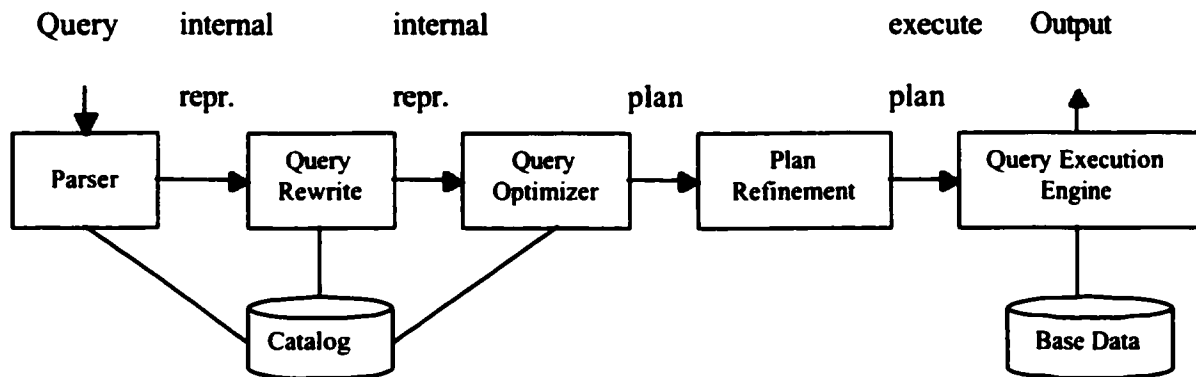 Query internal internal execute Output
repr. repr. plan plan
Parser
Query
Rewrite
Query
Optimizer
Plan
Refinement
Query Execution
Engine
Catalog
Base Data